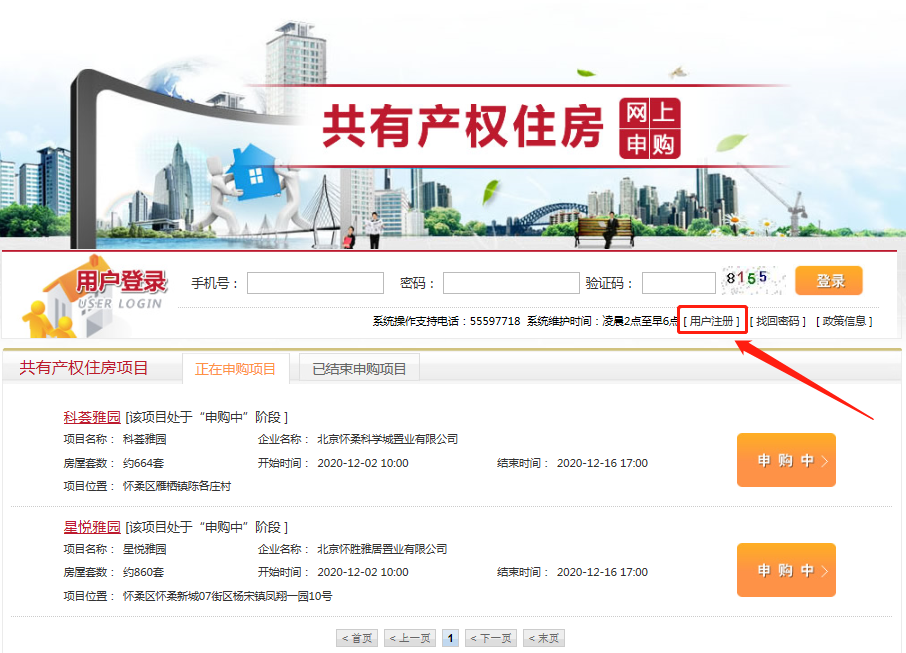 共有产权住房 网上申购
用户登录
USER LOGIN
手机号： 密码： 验证码： 8155 登录
系统操作支持电话：55597718 系统维护时间：凌晨2点至早6点 [ 用户注册 ] [ 找回密码 ] [ 政策信息 ]
共有产权住房项目 正在申购项目 已结束申购项目
科荟雅园 [该项目处于“申购中”阶段 ]
项目名称： 科荟雅园 企业名称： 北京怀柔科学城置业有限公司
房屋套数： 约664套 开始时间： 2020-12-02 10:00 结束时间： 2020-12-16 17:00
项目位置： 怀柔区雁栖镇陈各庄村
申 购 中 >
星悦雅园 [该项目处于“申购中”阶段 ]
项目名称： 星悦雅园 企业名称： 北京怀胜雅居置业有限公司
房屋套数： 约860套 开始时间： 2020-12-02 10:00 结束时间： 2020-12-16 17:00
项目位置： 怀柔区怀柔新城07街区杨宋镇凤翔一园10号
申 购 中 >
< 首页 < 上一页 1 < 下一页 < 末页